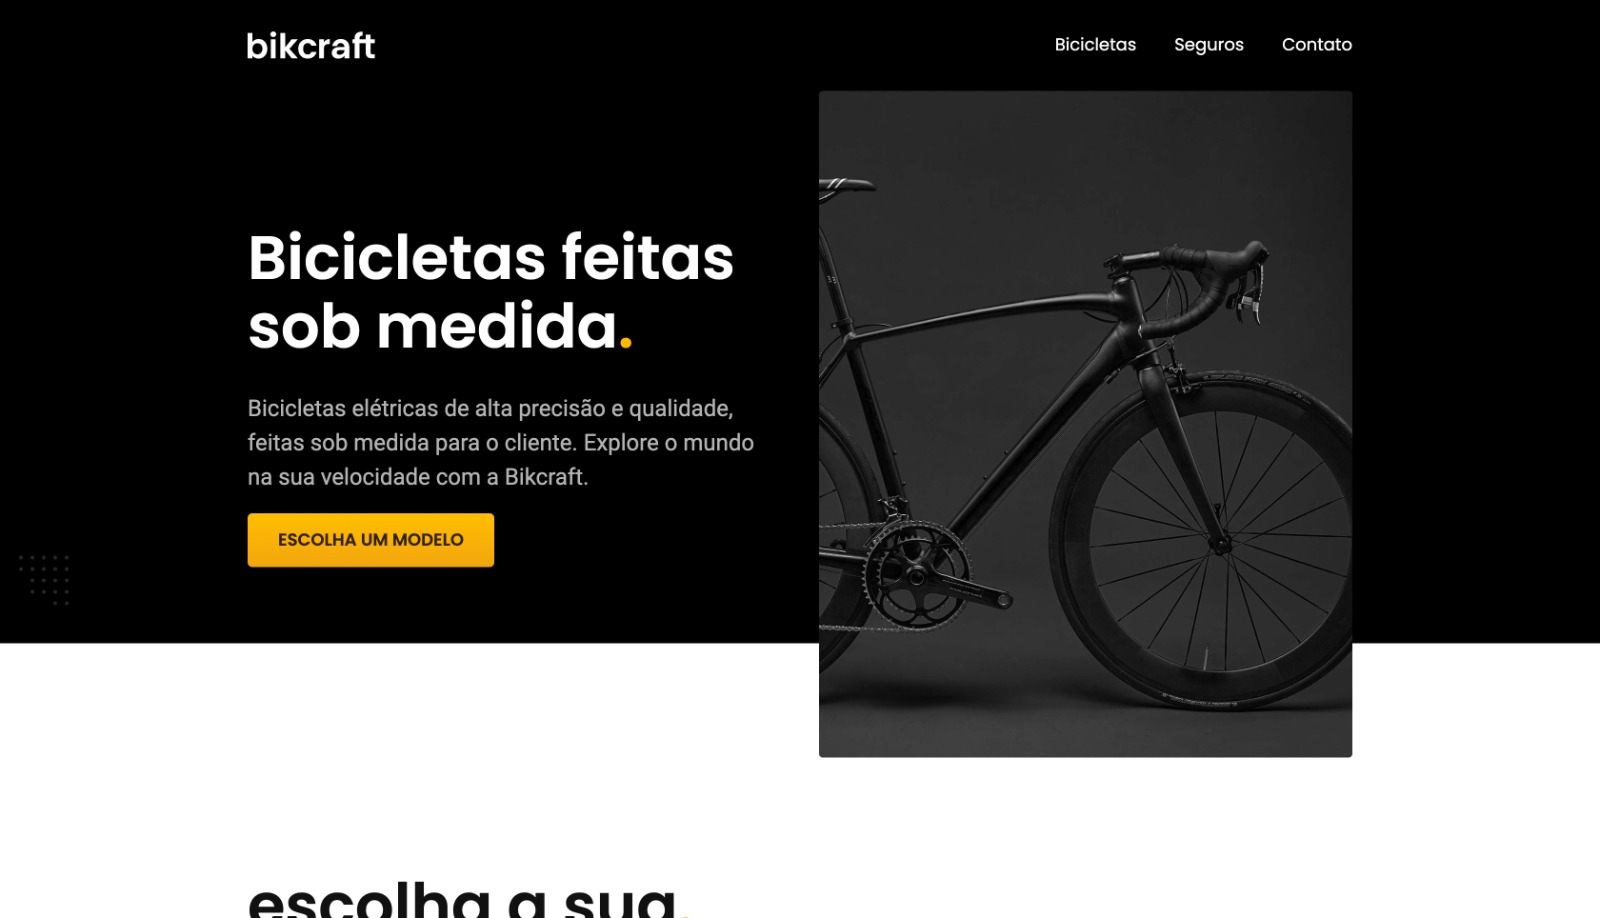 bikcraft
Bicicletas
Seguros
Contato
Bicicletas feitas
sob medida.
Bicicletas elétricas de alta precisão e qualidade,
feitas sob medida para o cliente. Explore o mundo
na sua velocidade com a Bikcraft.
ESCOLHA UM MODELO
escolha a sua.